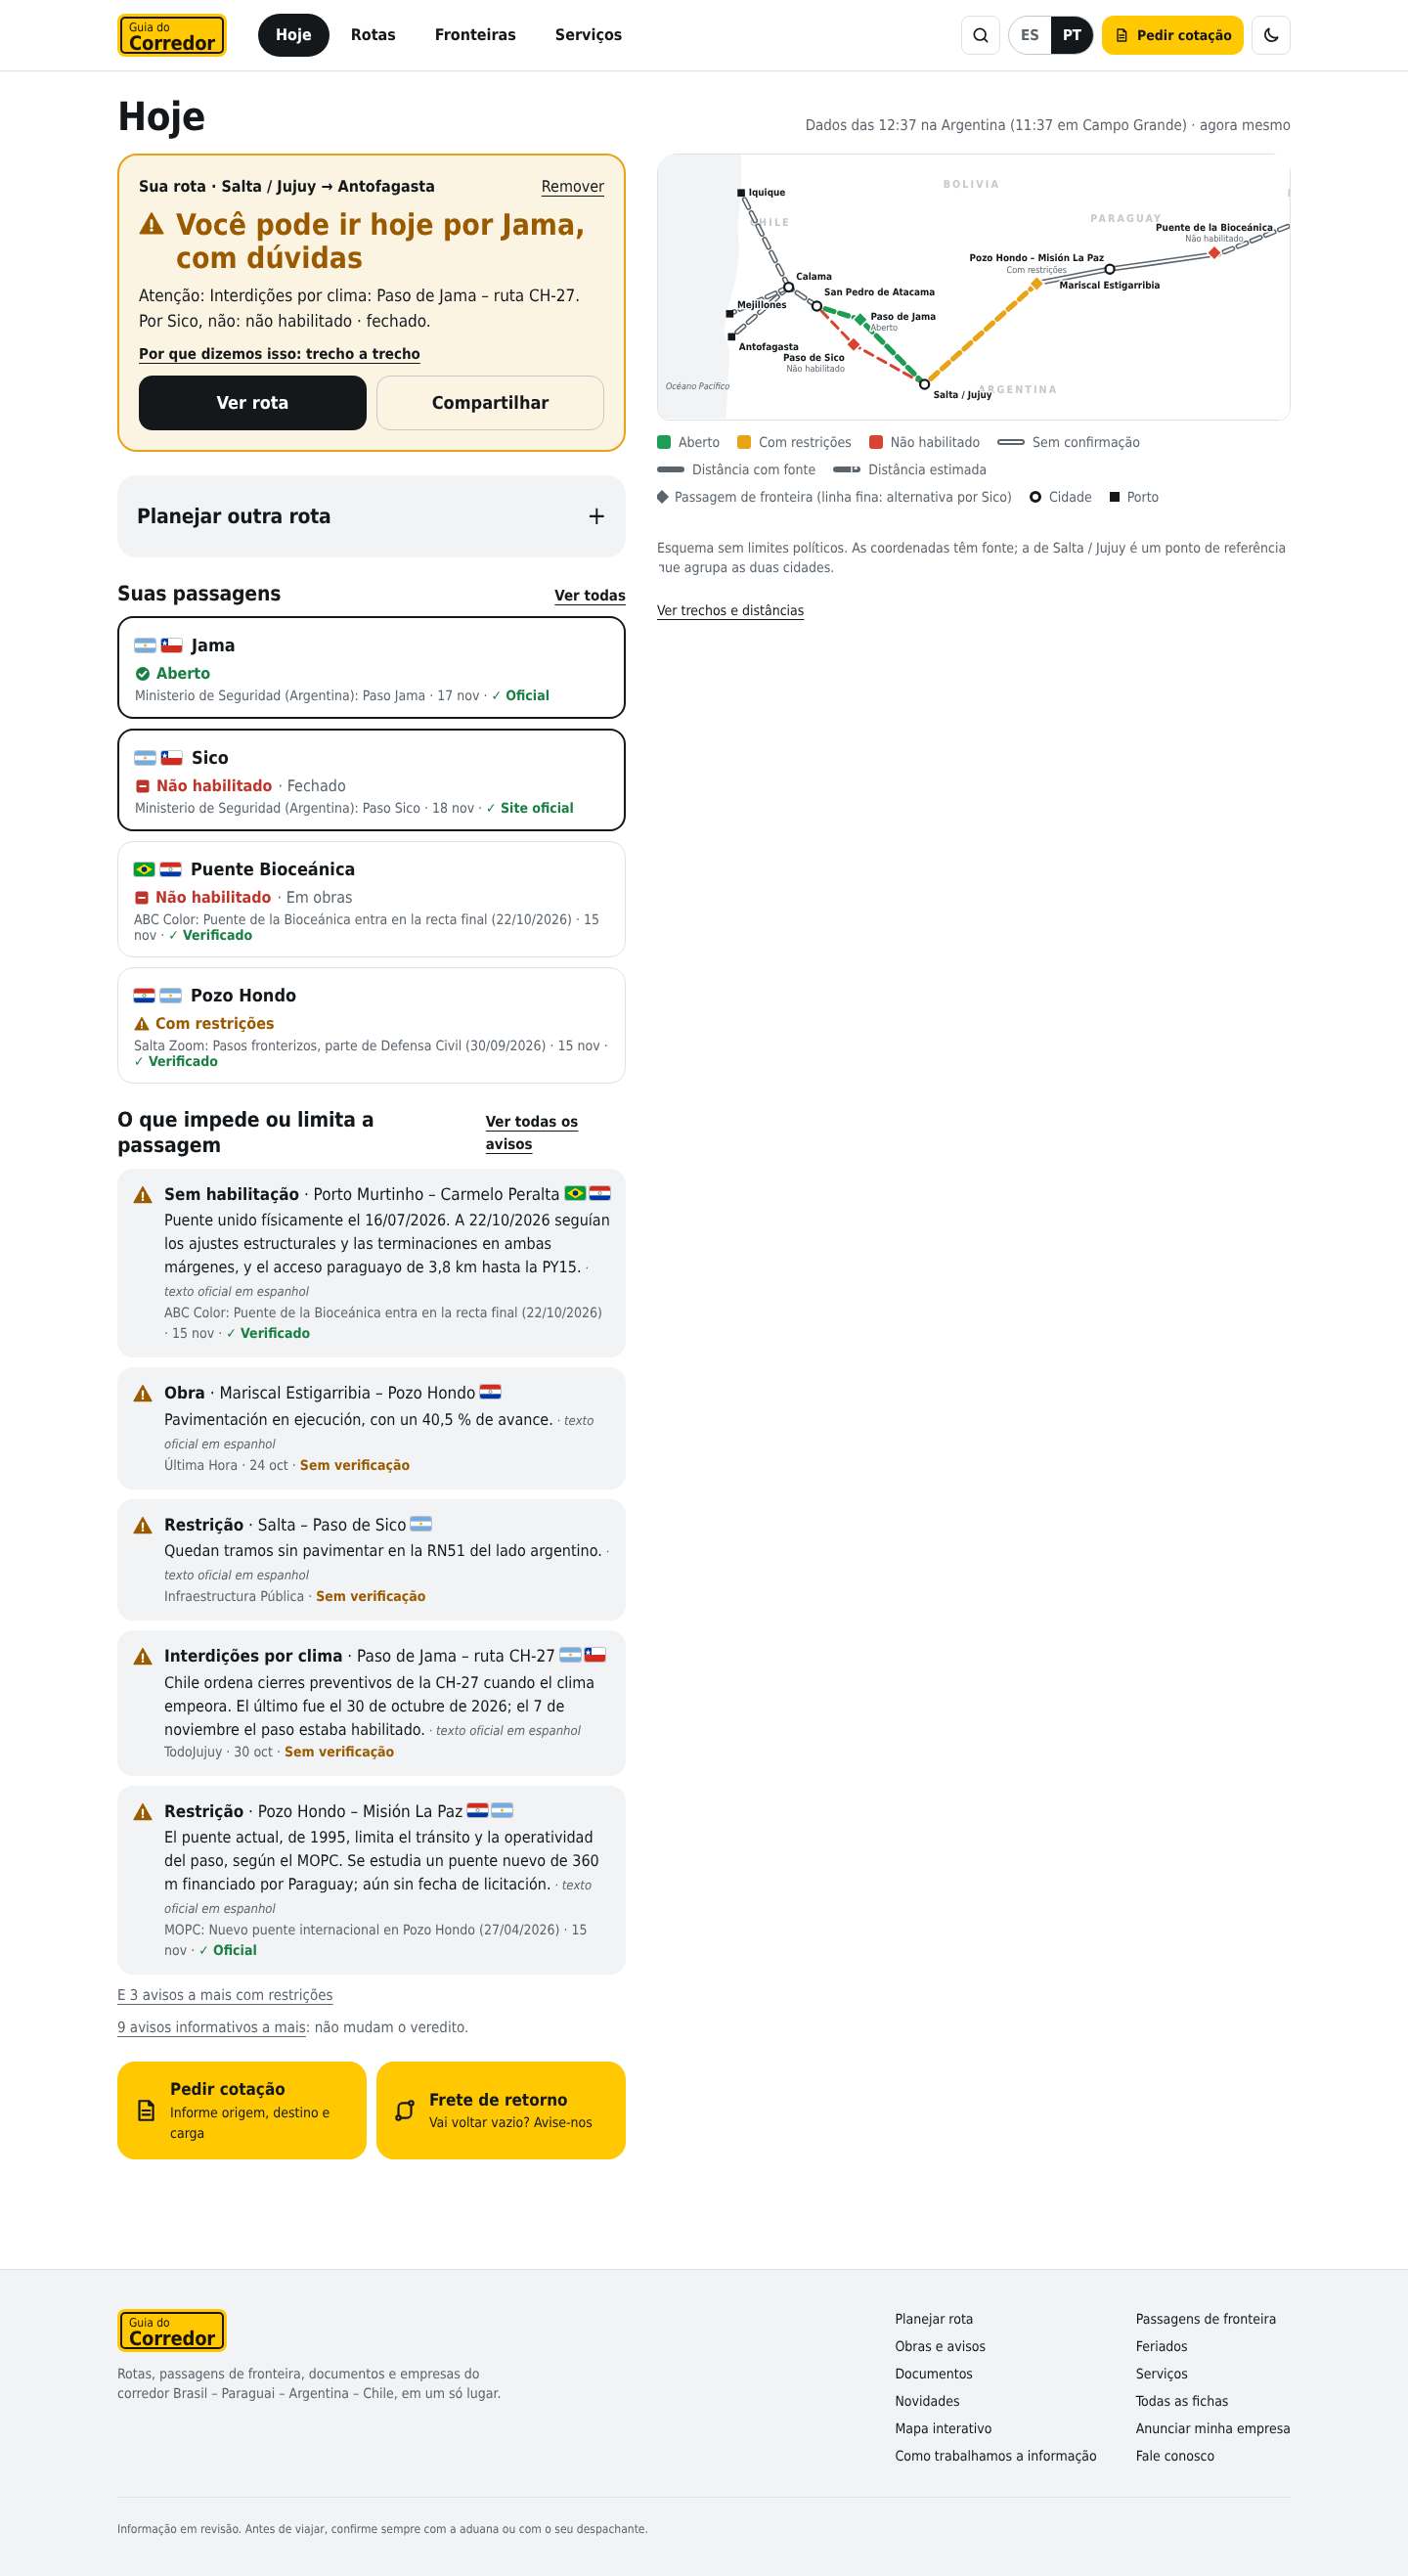 Guia do
Corredor
Hoje
Rotas
Fronteiras
Serviços
ES
PT
Pedir cotação
Hoje
Dados das 12:37 na Argentina (11:37 em Campo Grande) · agora mesmo
Sua rota · Salta / Jujuy → Antofagasta
Remover
Você pode ir hoje por Jama,
com dúvidas
Atenção: Interdições por clima: Paso de Jama – ruta CH-27.
Por Sico, não: não habilitado · fechado.
Por que dizemos isso: trecho a trecho
Ver rota
Compartilhar
Planejar outra rota
+
Suas passagens
Ver todas
Jama
Aberto
Ministerio de Seguridad (Argentina): Paso Jama · 17 nov · ✓ Oficial
Sico
Não habilitado · Fechado
Ministerio de Seguridad (Argentina): Paso Sico · 18 nov · ✓ Site oficial
Puente Bioceánica
Não habilitado · Em obras
ABC Color: Puente de la Bioceánica entra en la recta final (22/10/2026) · 15
nov · ✓ Verificado
Pozo Hondo
Com restrições
Salta Zoom: Pasos fronterizos, parte de Defensa Civil (30/09/2026) · 15 nov ·
✓ Verificado
O que impede ou limita a
passagem
Ver todas os
avisos
Sem habilitação · Porto Murtinho – Carmelo Peralta
Puente unido físicamente el 16/07/2026. A 22/10/2026 seguían
los ajustes estructurales y las terminaciones en ambas
márgenes, y el acceso paraguayo de 3,8 km hasta la PY15. ·
texto oficial em espanhol
ABC Color: Puente de la Bioceánica entra en la recta final (22/10/2026)
· 15 nov · ✓ Verificado
Obra · Mariscal Estigarribia – Pozo Hondo
Pavimentación en ejecución, con un 40,5 % de avance. · texto
oficial em espanhol
Última Hora · 24 oct · Sem verificação
Restrição · Salta – Paso de Sico
Quedan tramos sin pavimentar en la RN51 del lado argentino. ·
texto oficial em espanhol
Infraestructura Pública · Sem verificação
Interdições por clima · Paso de Jama – ruta CH-27
Chile ordena cierres preventivos de la CH-27 cuando el clima
empeora. El último fue el 30 de octubre de 2026; el 7 de
noviembre el paso estaba habilitado. · texto oficial em espanhol
TodoJujuy · 30 oct · Sem verificação
Restrição · Pozo Hondo – Misión La Paz
El puente actual, de 1995, limita el tránsito y la operatividad
del paso, según el MOPC. Se estudia un puente nuevo de 360
m financiado por Paraguay; aún sin fecha de licitación. · texto
oficial em espanhol
MOPC: Nuevo puente internacional en Pozo Hondo (27/04/2026) · 15
nov · ✓ Oficial
E 3 avisos a mais com restrições
9 avisos informativos a mais: não mudam o veredito.
Pedir cotação
Informe origem, destino e
carga
Frete de retorno
Vai voltar vazio? Avise-nos
BOLIVIA
Iquique
CHILE
PARAGUAY
Puente de la Bioceánica
Não habilitado
Pozo Hondo – Misión La Paz
Com restrições
Calama
Mariscal Estigarribia
San Pedro de Atacama
Mejillones
Paso de Jama
Aberto
Antofagasta
Paso de Sico
Não habilitado
Océano Pacífico
Salta / Jujuy
ARGENTINA
Aberto
Com restrições
Não habilitado
Sem confirmação
Distância com fonte
Distância estimada
Passagem de fronteira (linha fina: alternativa por Sico)
Cidade
Porto
Esquema sem limites políticos. As coordenadas têm fonte; a de Salta / Jujuy é um ponto de referência
que agrupa as duas cidades.
Ver trechos e distâncias
Guia do
Corredor
Rotas, passagens de fronteira, documentos e empresas do
corredor Brasil – Paraguai – Argentina – Chile, em um só lugar.
Planejar rota
Obras e avisos
Documentos
Novidades
Mapa interativo
Como trabalhamos a informação
Passagens de fronteira
Feriados
Serviços
Todas as fichas
Anunciar minha empresa
Fale conosco
Informação em revisão. Antes de viajar, confirme sempre com a aduana ou com o seu despachante.